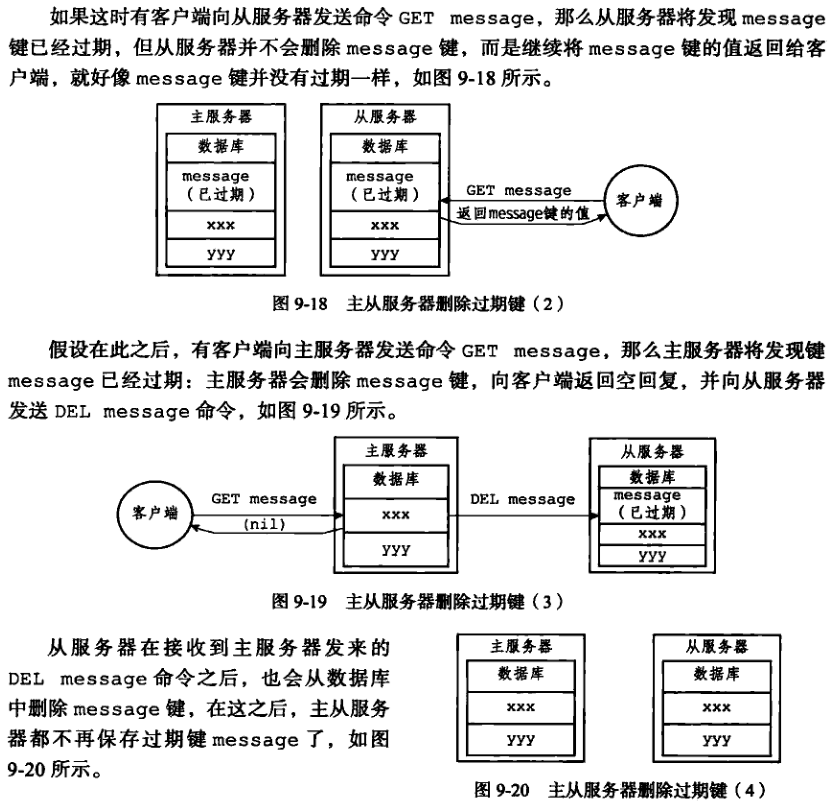 如果这时有客户端向从服务器发送命令 GET message，那么从服务器将发现 message
键已经过期，但从服务器并不会删除 message 键，而是继续将 message 键的值返回给客
户端，就好像 message 键并没有过期一样，如图 9-18 所示。
主服务器
数据库
message
（已过期）
xxx
yyy
从服务器
数据库
message
（已过期）
xxx
yyy
GET message
返回message键的值
客户端
图 9-18 主从服务器删除过期键（2）
假设在此之后，有客户端向主服务器发送命令 GET message，那么主服务器将发现键
message 已经过期：主服务器会删除 message 键，向客户端返回空回复，并向从服务器
发送 DEL message 命令，如图 9-19 所示。
客户端
GET message
(nil)
主服务器
数据库
xxx
yyy
DEL message
从服务器
数据库
message
（已过期）
xxx
yyy
图 9-19 主从服务器删除过期键（3）
从服务器在接收到主服务器发来的
DEL message 命令之后，也会从数据库
中删除 message 键，在这之后，主从服务
器都不再保存过期键 message 了，如图
9-20 所示。
主服务器
数据库
xxx
yyy
从服务器
数据库
xxx
yyy
图 9-20 主从服务器删除过期键（4）